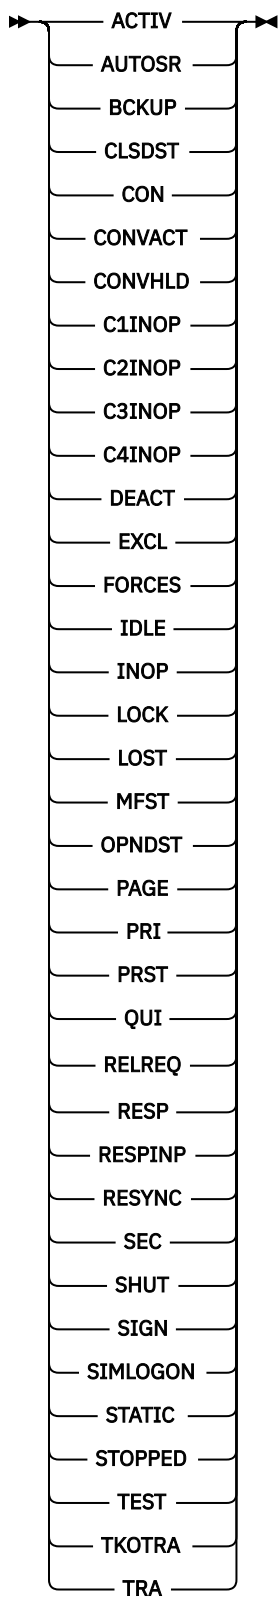 ACTIV
AUTOSR
BCKUP
CLSDST
CON
CONVACT
CONVHLD
C1INOP
C2INOP
C3INOP
C4INOP
DEACT
EXCL
FORCES
IDLE
INOP
LOCK
LOST
MFST
OPNDST
PAGE
PRI
PRST
QUI
RELREQ
RESP
RESPINP
RESYNC
SEC
SHUT
SIGN
SIMLOGON
STATIC
STOPPED
TEST
TKOTRA
TRA